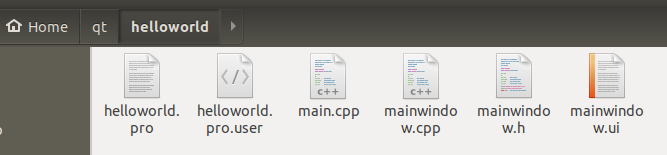 Home qt helloworld
helloworld. helloworld. main.cpp mainwindo mainwindo mainwindo
pro pro.user w.cpp w.h w.ui